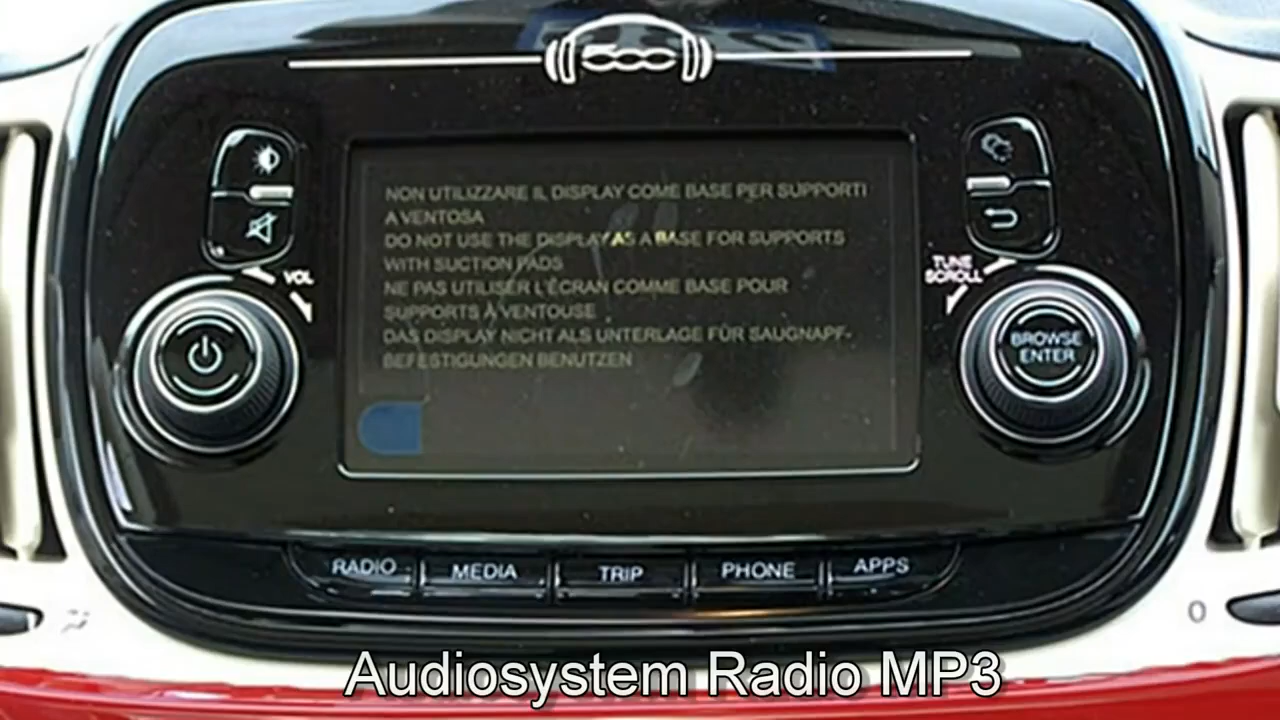 500
NON UTILIZZARE IL DISPLAY COME BASE PER SUPPORTI
A VENTOSA
DO NOT USE THE DISPLAY AS A BASE FOR SUPPORTS
WITH SUCTION PADS
NE PAS UTILISER L'ÉCRAN COMME BASE POUR
SUPPORTS À VENTOUSE
DAS DISPLAY NICHT ALS UNTERLAGE FÜR SAUGNAPF-
BEFESTIGUNGEN BENUTZEN
VOL
TUNE
SCROLL
BROWSE
ENTER
RADIO
MEDIA
TRIP
PHONE
APPS
0
Audiosystem Radio MP3